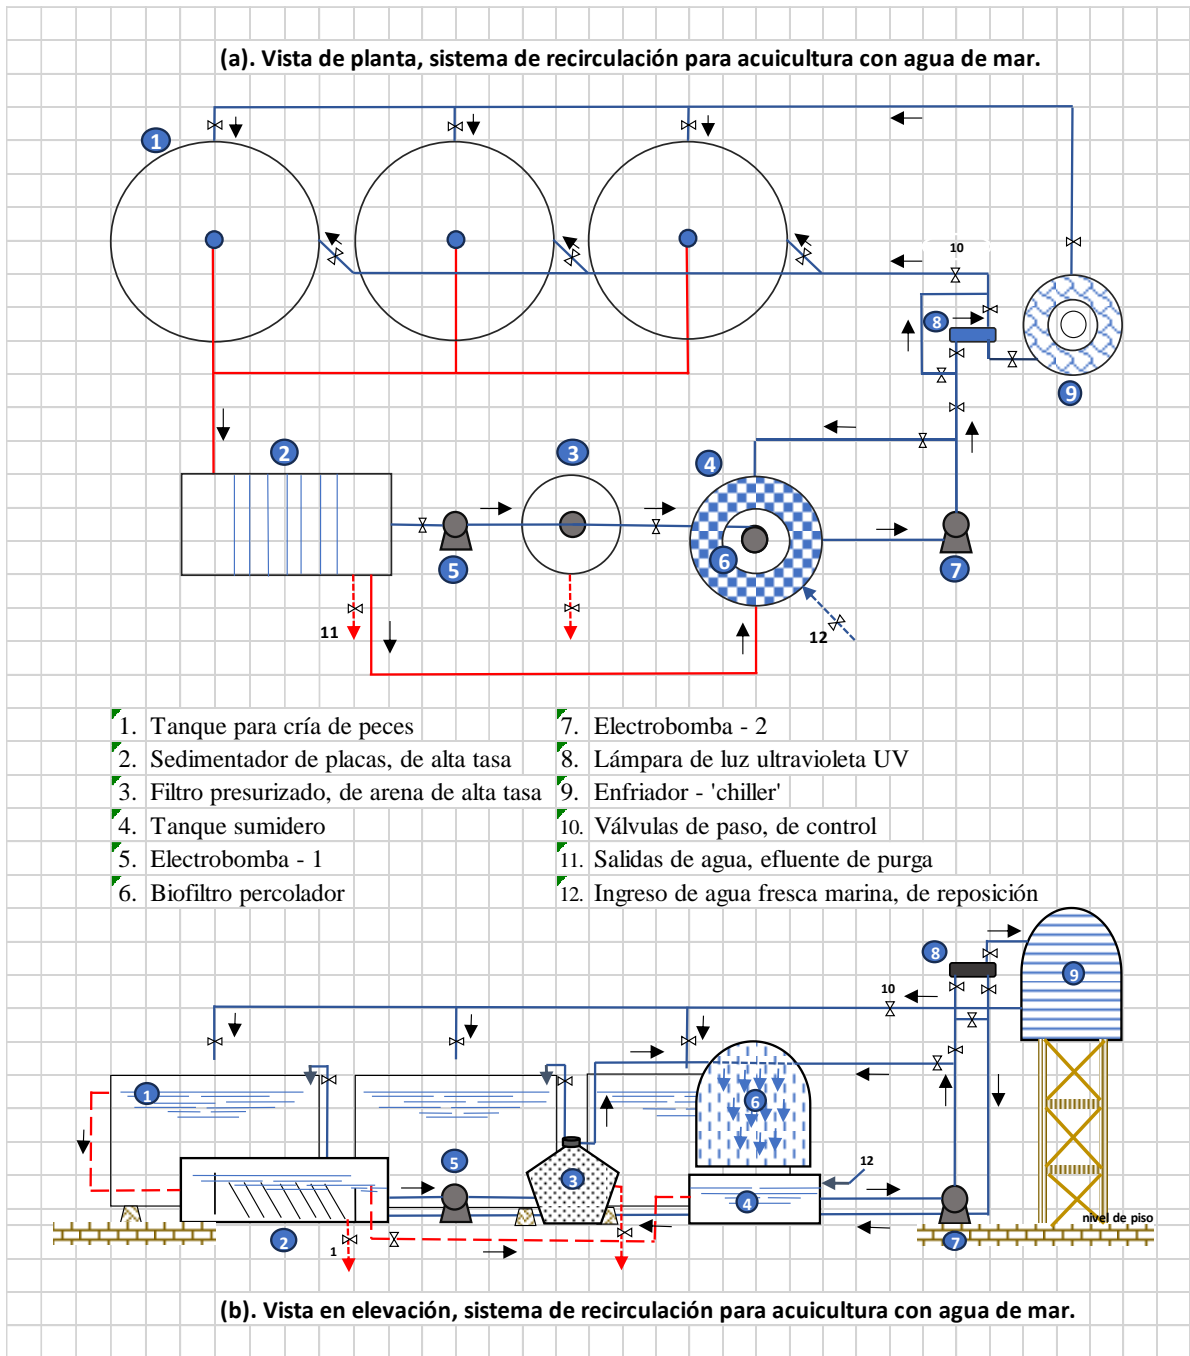 (a). Vista de planta, sistema de recirculación para acuicultura con agua de mar.
1
10
8
9
2
3
4
5
6
7
11
12
1. Tanque para cría de peces
2. Sedimentador de placas, de alta tasa
3. Filtro presurizado, de arena de alta tasa
4. Tanque sumidero
5. Electrobomba - 1
6. Biofiltro percolador
7. Electrobomba - 2
8. Lámpara de luz ultravioleta UV
9. Enfriador - 'chiller'
10. Válvulas de paso, de control
11. Salidas de agua, efluente de purga
12. Ingreso de agua fresca marina, de reposición
8
9
10
1
6
5
12
3
4
nivel de piso
2
1
7
(b). Vista en elevación, sistema de recirculación para acuicultura con agua de mar.